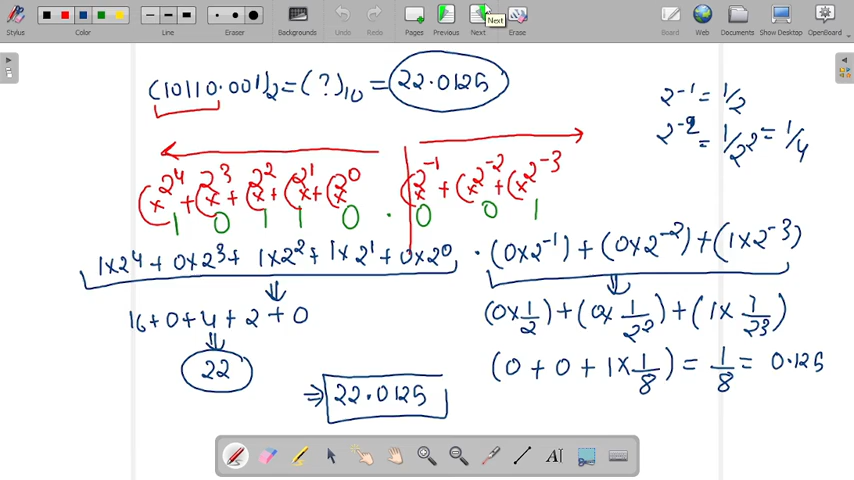 Stylus Color Line Eraser Backgrounds Undo Redo Pages Previous Next Erase Board Web Documents Show Desktop OpenBoard
Next
(10110.001)2 = (?)10 = 22.0125
2^-1 = 1/2
2^-2 = 1/2^2 = 1/4
(x2^4 + (x2^3 + (x2^2 + (x2^1 + (x2^0 (x2^-1 + (x2^-2 + (x2^-3
1 0 1 1 0 . 0 0 1
1x2^4 + 0x2^3 + 1x2^2 + 1x2^1 + 0x2^0 . (0x2^-1) + (0x2^-2) + (1x2^-3)
16+0+4+2+0
(0x1/2) + (0x1/2^2) + (1x1/2^3)
22
(0 + 0 + 1x1/8) = 1/8 = 0.125
⇒ 22.0125